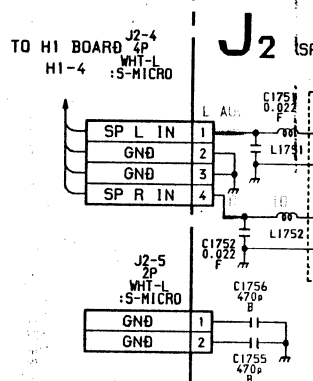 J2
(SP
TO H1 BOARD
H1-4
J2-4
4P
WHT-L
:S-MICRO
SP L IN 1
GND 2
GND 3
SP R IN 4
L
C1751
0.022
F
L1751
L1752
C1752
0.022
F
J2-5
2P
WHT-L
:S-MICRO
GND 1
GND 2
C1756
470p
B
C1755
470p
B